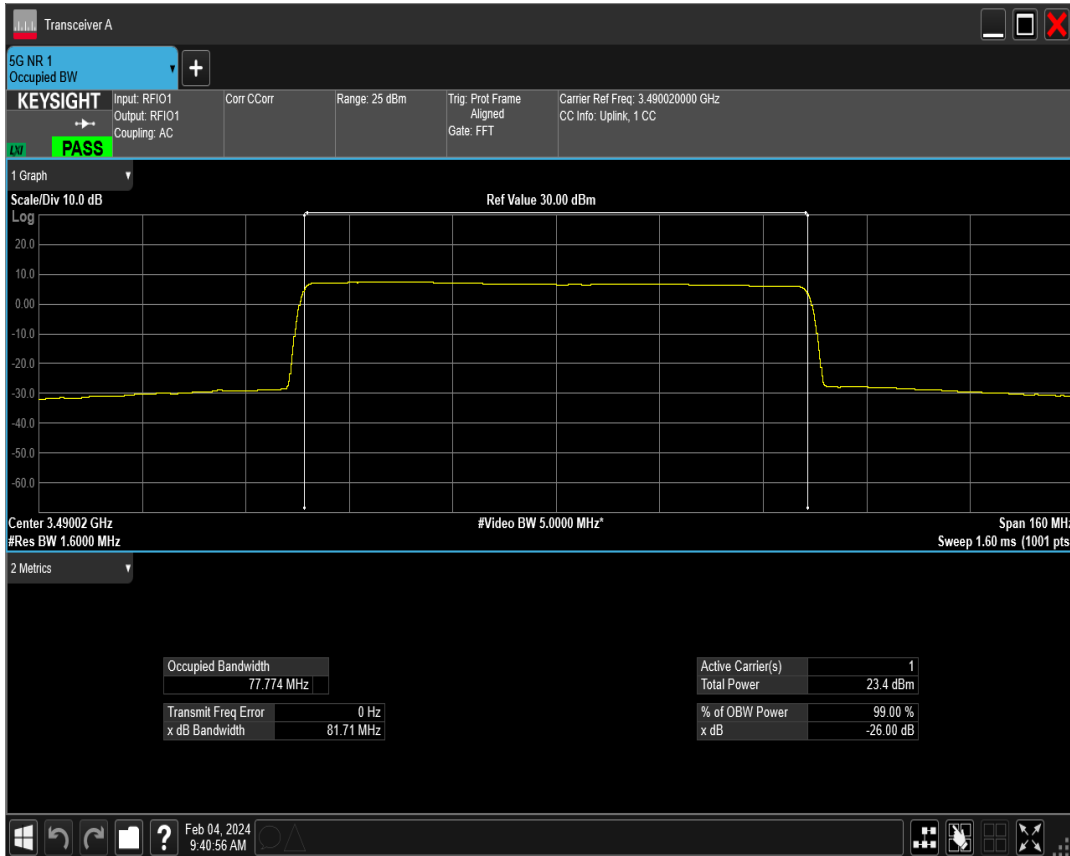 Transceiver A
5G NR 1
Occupied BW
KEYSIGHT
Input: RFIO1
Output: RFIO1
Coupling: AC
Corr CCorr
Range: 25 dBm
Trig: Prot Frame
Aligned
Gate: FFT
Carrier Ref Freq: 3.490020000 GHz
CC Info: Uplink, 1 CC
LXI
PASS
1 Graph
Scale/Div 10.0 dB
Ref Value 30.00 dBm
Log
20.0
10.0
0.00
-10.0
-20.0
-30.0
-40.0
-50.0
-60.0
Center 3.49002 GHz
#Video BW 5.0000 MHz*
Span 160 MHz
#Res BW 1.6000 MHz
Sweep 1.60 ms (1001 pts
2 Metrics
Occupied Bandwidth
77.774 MHz
Transmit Freq Error 0 Hz
x dB Bandwidth 81.71 MHz
Active Carrier(s) 1
Total Power 23.4 dBm
% of OBW Power 99.00 %
x dB -26.00 dB
?
Feb 04, 2024
9:40:56 AM